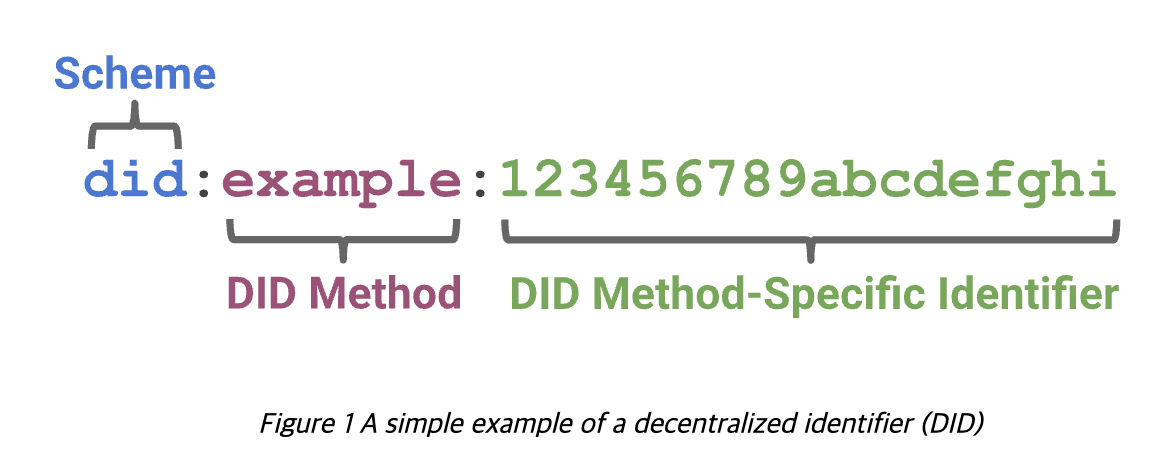 Scheme
did:example:123456789abcdefghi
DID Method DID Method-Specific Identifier
Figure 1 A simple example of a decentralized identifier (DID)